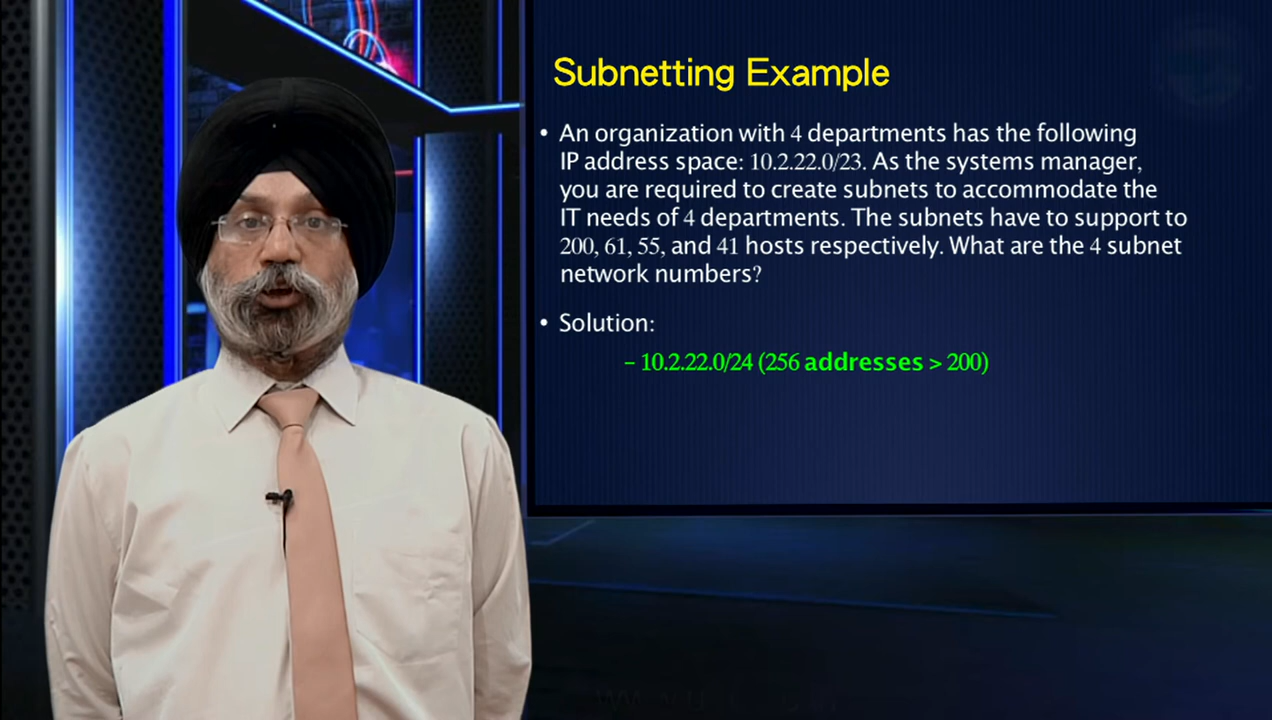 Subnetting Example
• An organization with 4 departments has the following
IP address space: 10.2.22.0/23. As the systems manager,
you are required to create subnets to accommodate the
IT needs of 4 departments. The subnets have to support to
200, 61, 55, and 41 hosts respectively. What are the 4 subnet
network numbers?
• Solution:
– 10.2.22.0/24 (256 addresses > 200)